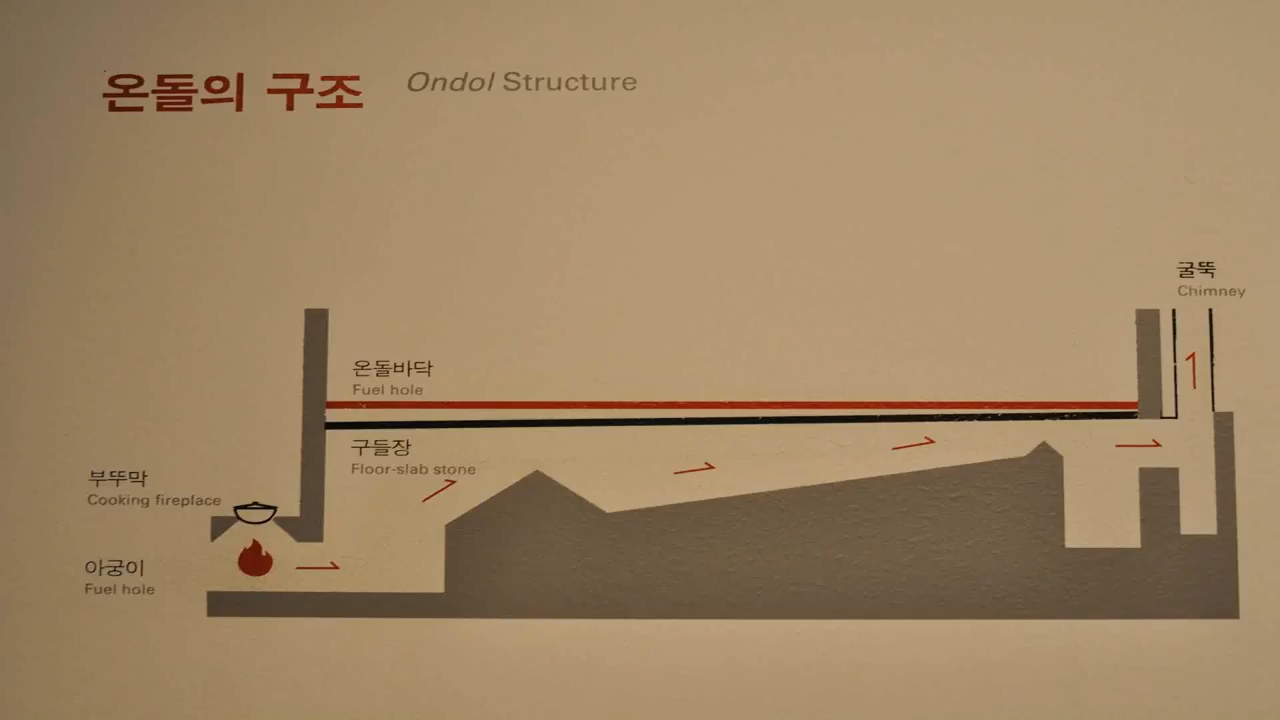 온돌의 구조 Ondol Structure
굴뚝
Chimney
온돌바닥
Fuel hole
구들장
Floor-slab stone
부뚜막
Cooking fireplace
아궁이
Fuel hole